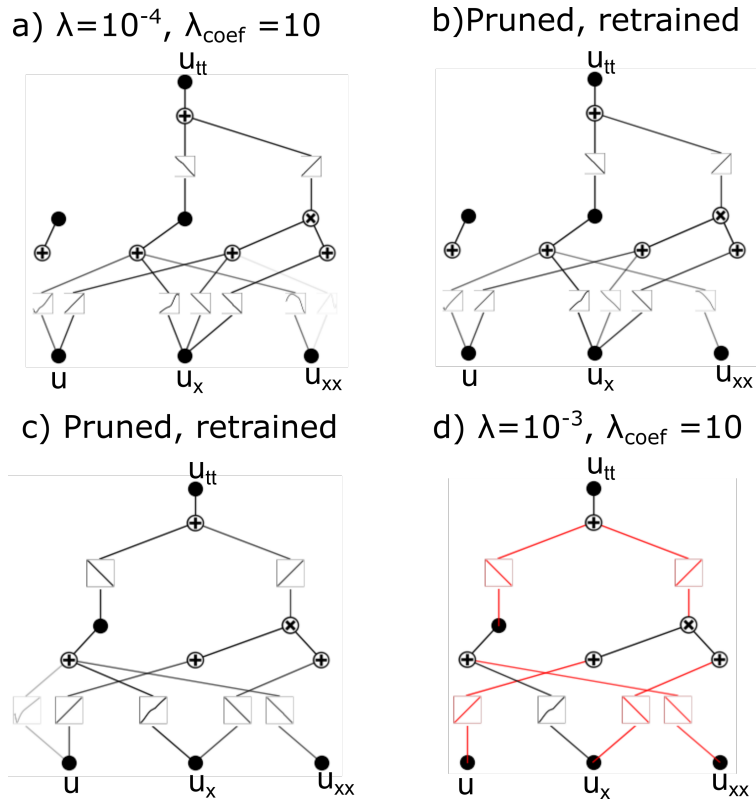 a) λ=10⁻⁴, λcoef =10
b)Pruned, retrained
utt
utt
u
ux
uxx
u
ux
uxx
c) Pruned, retrained
d) λ=10⁻³, λcoef =10
utt
utt
u
ux
uxx
u
ux
uxx